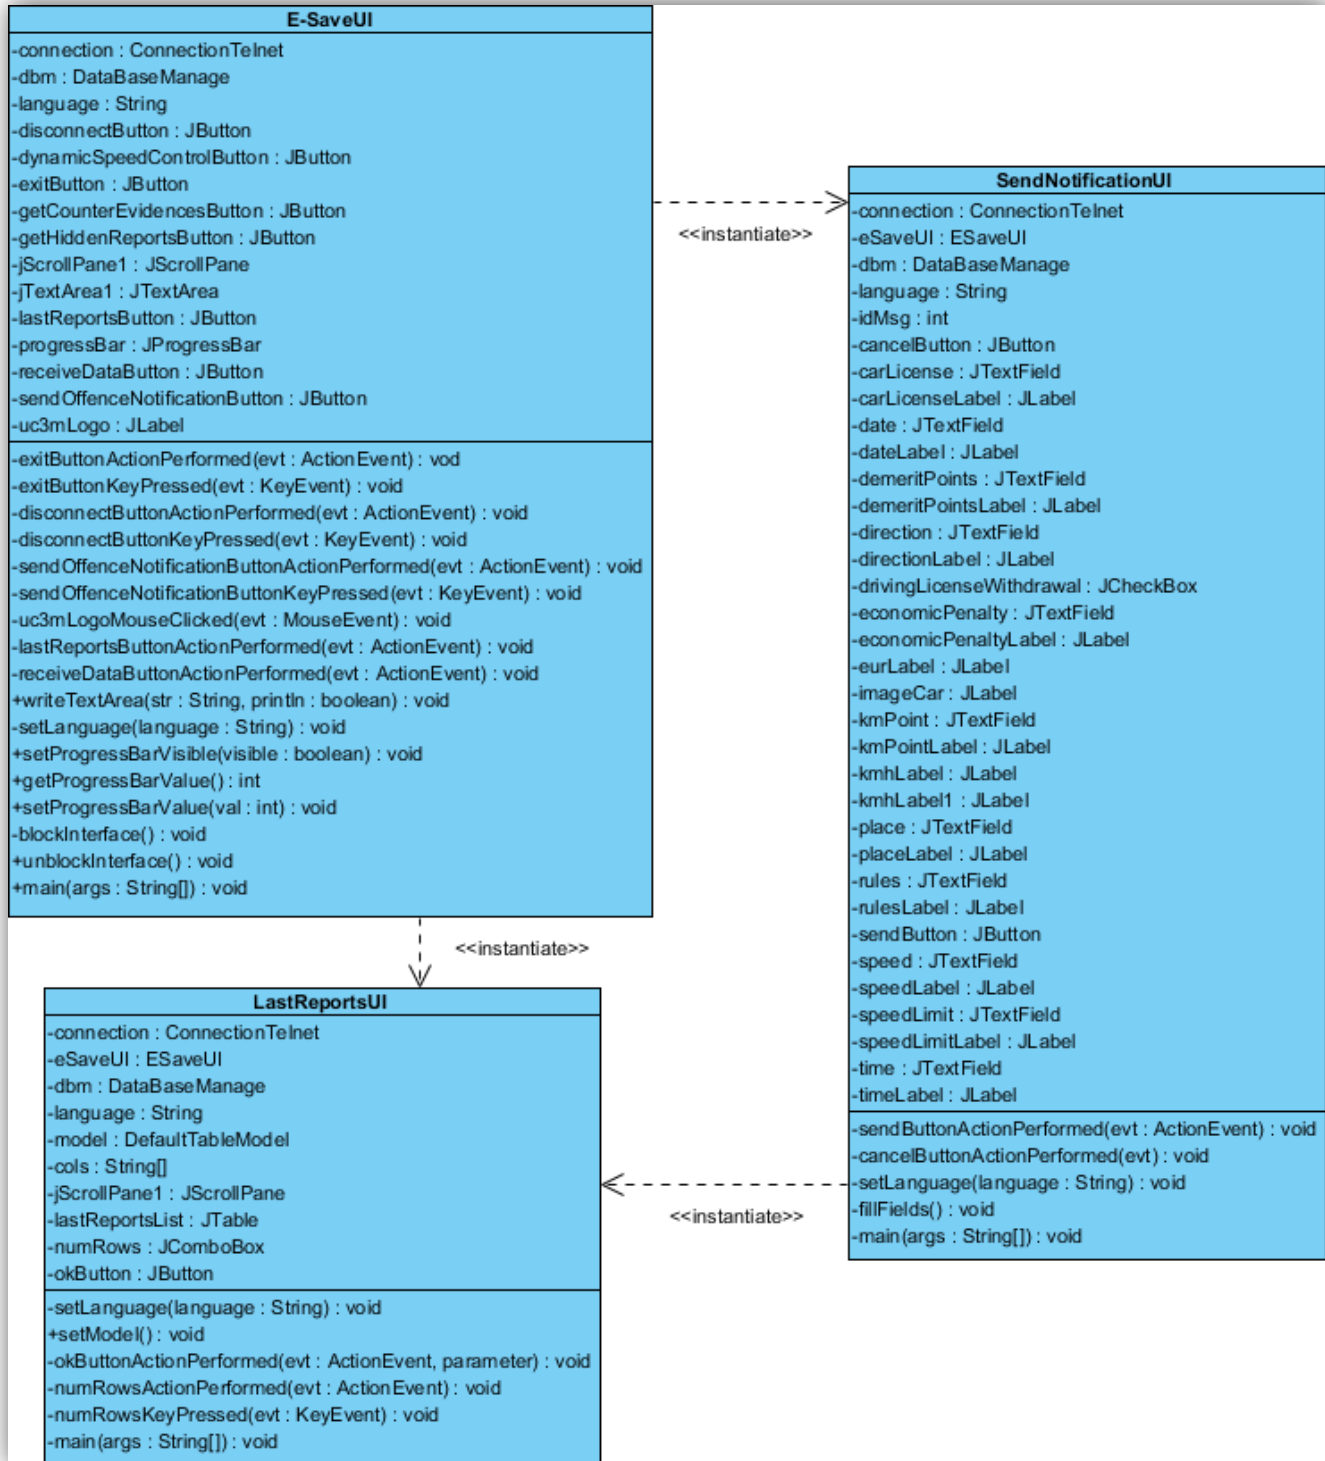 E-SaveUI
-connection : ConnectionTelnet
-dbm : DataBaseManage
-language : String
-disconnectButton : JButton
-dynamicSpeedControlButton : JButton
-exitButton : JButton
-getCounterEvidencesButton : JButton
-getHiddenReportsButton : JButton
-jScrollPane1 : JScrollPane
-jTextArea1 : JTextArea
-lastReportsButton : JButton
-progressBar : JProgressBar
-receiveDataButton : JButton
-sendOffenceNotificationButton : JButton
-uc3mLogo : JLabel
-exitButtonActionPerformed(evt : ActionEvent) : vod
-exitButtonKeyPressed(evt : KeyEvent) : void
-disconnectButtonActionPerformed(evt : ActionEvent) : void
-disconnectButtonKeyPressed(evt : KeyEvent) : void
-sendOffenceNotificationButtonActionPerformed(evt : ActionEvent) : void
-sendOffenceNotificationButtonKeyPressed(evt : KeyEvent) : void
-uc3mLogoMouseClicked(evt : MouseEvent) : void
-lastReportsButtonActionPerformed(evt : ActionEvent) : void
-receiveDataButtonActionPerformed(evt : ActionEvent) : void
+writeTextArea(str : String, println : boolean) : void
-setLanguage(language : String) : void
+setProgressBarVisible(visible : boolean) : void
+getProgressBarValue() : int
+setProgressBarValue(val : int) : void
-blockInterface() : void
+unblockInterface() : void
+main(args : String[]) : void
<<instantiate>>
SendNotificationUI
-connection : ConnectionTelnet
-eSaveUI : ESaveUI
-dbm : DataBaseManage
-language : String
-idMsg : int
-cancelButton : JButton
-carLicense : JTextField
-carLicenseLabel : JLabel
-date : JTextField
-dateLabel : JLabel
-demeritPoints : JTextField
-demeritPointsLabel : JLabel
-direction : JTextField
-directionLabel : JLabel
-drivingLicenseWithdrawal : JCheckBox
-economicPenalty : JTextField
-economicPenaltyLabel : JLabel
-eurLabel : JLabel
-imageCar : JLabel
-kmPoint : JTextField
-kmPointLabel : JLabel
-kmhLabel : JLabel
-kmhLabel1 : JLabel
-place : JTextField
-placeLabel : JLabel
-rules : JTextField
-rulesLabel : JLabel
-sendButton : JButton
-speed : JTextField
-speedLabel : JLabel
-speedLimit : JTextField
-speedLimitLabel : JLabel
-time : JTextField
-timeLabel : JLabel
-sendButtonActionPerformed(evt : ActionEvent) : void
-cancelButtonActionPerformed(evt) : void
-setLanguage(language : String) : void
-fillFields() : void
-main(args : String[]) : void
<<instantiate>>
<<instantiate>>
LastReportsUI
-connection : ConnectionTelnet
-eSaveUI : ESaveUI
-dbm : DataBaseManage
-language : String
-model : DefaultTableModel
-cols : String[]
-jScrollPane1 : JScrollPane
-lastReportsList : JTable
-numRows : JComboBox
-okButton : JButton
-setLanguage(language : String) : void
+setModel() : void
-okButtonActionPerformed(evt : ActionEvent, parameter) : void
-numRowsActionPerformed(evt : ActionEvent) : void
-numRowsKeyPressed(evt : KeyEvent) : void
-main(args : String[]) : void